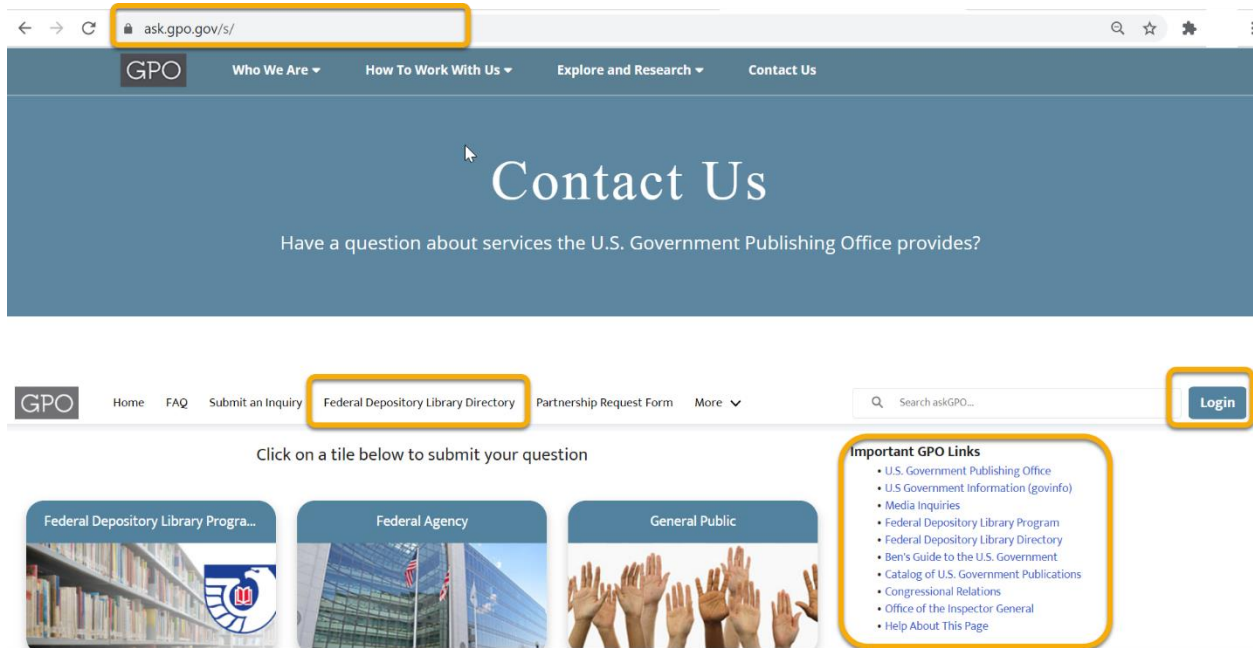 ask.gpo.gov/s/
GPO Who We Are How To Work With Us Explore and Research Contact Us
Contact Us
Have a question about services the U.S. Government Publishing Office provides?
GPO Home FAQ Submit an Inquiry Federal Depository Library Directory Partnership Request Form More Search askGPO... Login
Click on a tile below to submit your question
Federal Depository Library Progra...
Federal Agency
General Public
Important GPO Links
• U.S. Government Publishing Office
• U.S Government Information (govinfo)
• Media Inquiries
• Federal Depository Library Program
• Federal Depository Library Directory
• Ben's Guide to the U.S. Government
• Catalog of U.S. Government Publications
• Congressional Relations
• Office of the Inspector General
• Help About This Page